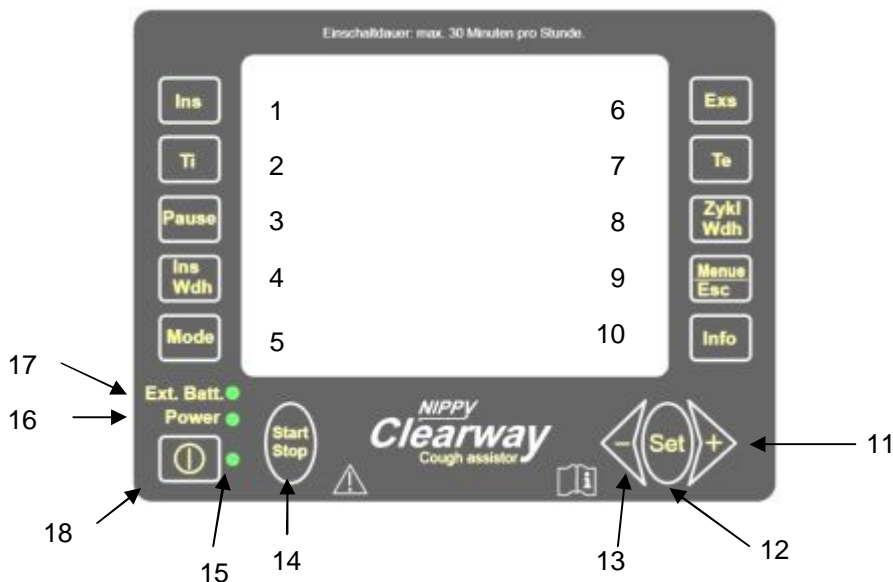 Einschaltdauer: max. 30 Minuten pro Stunde.
Ins 1 6 Exs
Ti 2 7 Te
Pause 3 8 Zykl
Wdh
Ins
Wdh 4 9 Menue
Esc
Mode 5 10 Info
17 Ext. Batt.
16 Power
Start
Stop
NIPPY
Clearway
Cough assistor
- Set + 11
i
18 15 14 13 12